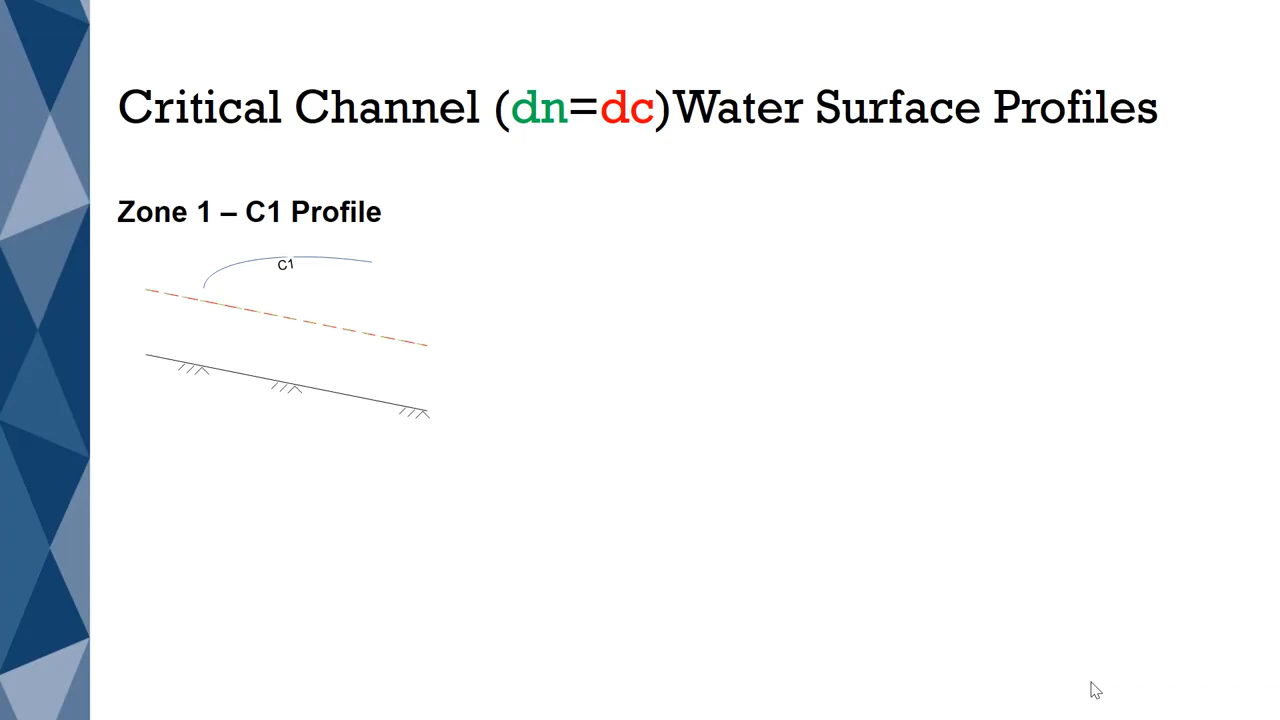 Critical Channel (dn=dc)Water Surface Profiles
Zone 1 – C1 Profile
C1